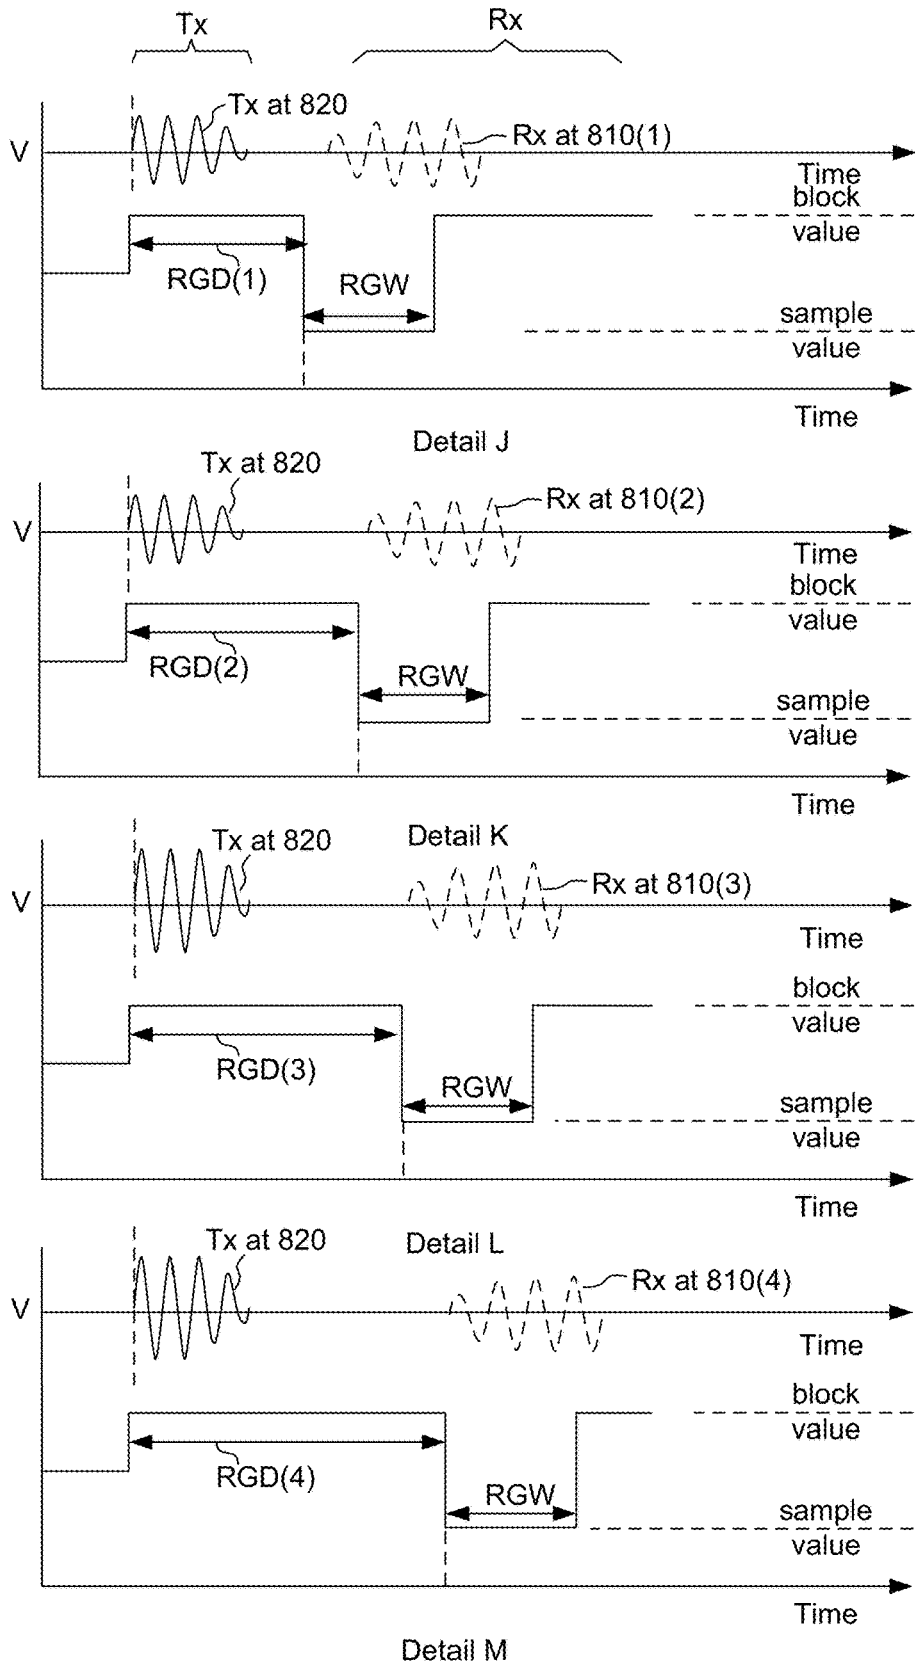 Tx
Rx
Tx at 820
Rx at 810(1)
V
Time
block
value
RGD(1)
RGW
sample
value
Time
Detail J
Tx at 820
Rx at 810(2)
V
Time
block
value
RGD(2)
RGW
sample
value
Time
Detail K
Tx at 820
Rx at 810(3)
V
Time
block
value
RGD(3)
RGW
sample
value
Time
Detail L
Tx at 820
Rx at 810(4)
V
Time
block
value
RGD(4)
RGW
sample
value
Time
Detail M